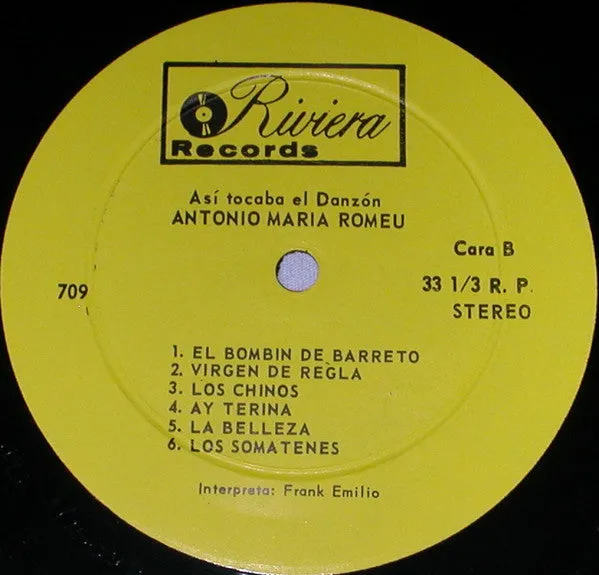 Riviera
Records
Así tocaba el Danzón
ANTONIO MARIA ROMEU
Cara B
709
33 1/3 R. P.
STEREO
1. EL BOMBIN DE BARRETO
2. VIRGEN DE REGLA
3. LOS CHINOS
4. AY TERINA
5. LA BELLEZA
6. LOS SOMATENES
Interpreta: Frank Emilio